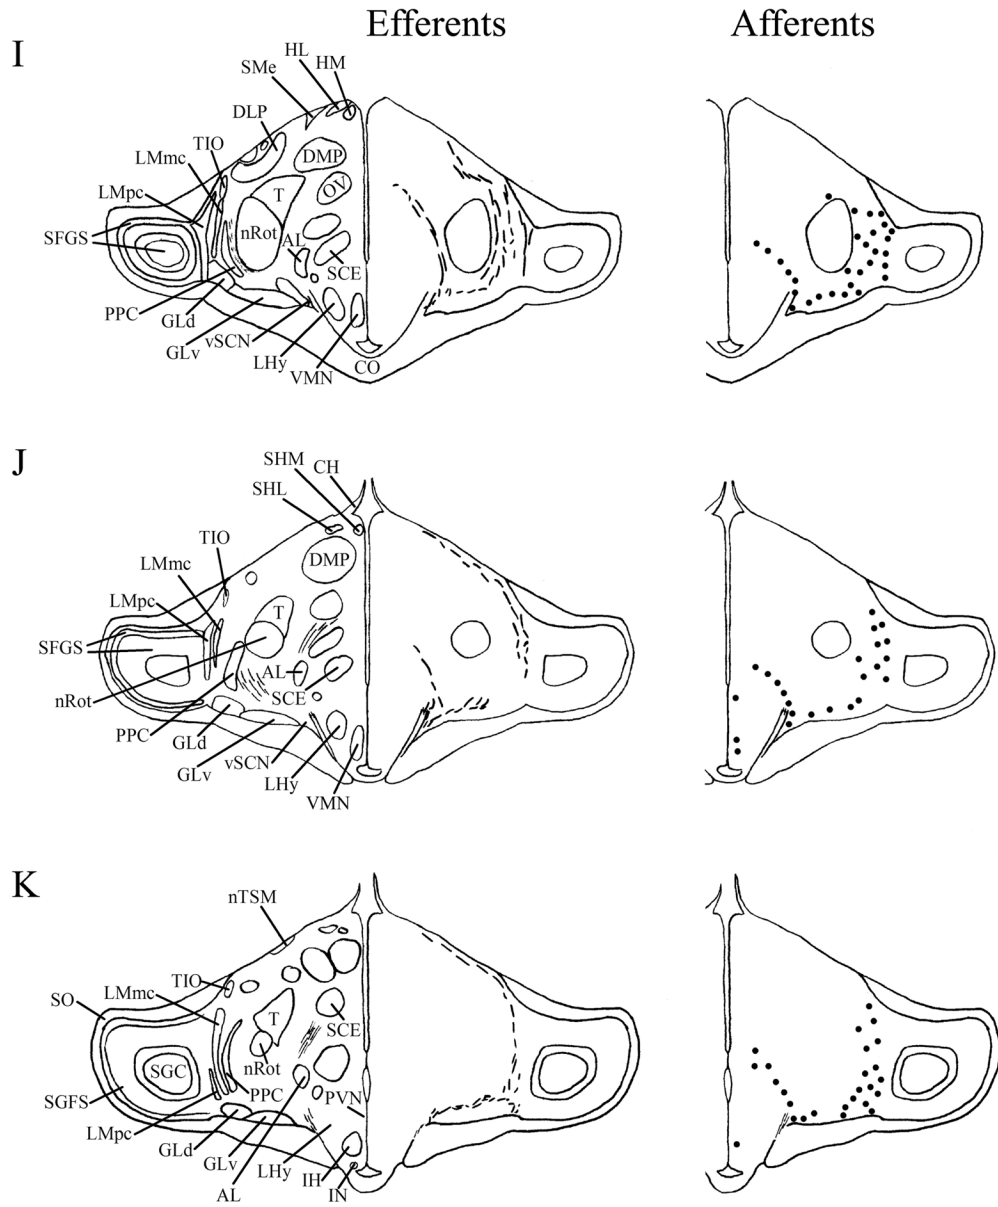 Efferents
Afferents
I
HL
HM
SMe
DLP
TIO
DMP
LMmc
LMpc
T
OV
SFGS
nRot
AL
SCE
PPC
GLd
GLv
vSCN
LHy
VMN
CO
J
SHM
CH
SHL
TIO
DMP
LMmc
LMpc
T
SFGS
AL
SCE
nRot
PPC
GLd
GLv
vSCN
LHy
VMN
K
nTSM
TIO
LMmc
SO
T
SCE
SGC
nRot
PPC
PVN
SGFS
LMpc
GLd
GLv
LHy
IH
AL
IN